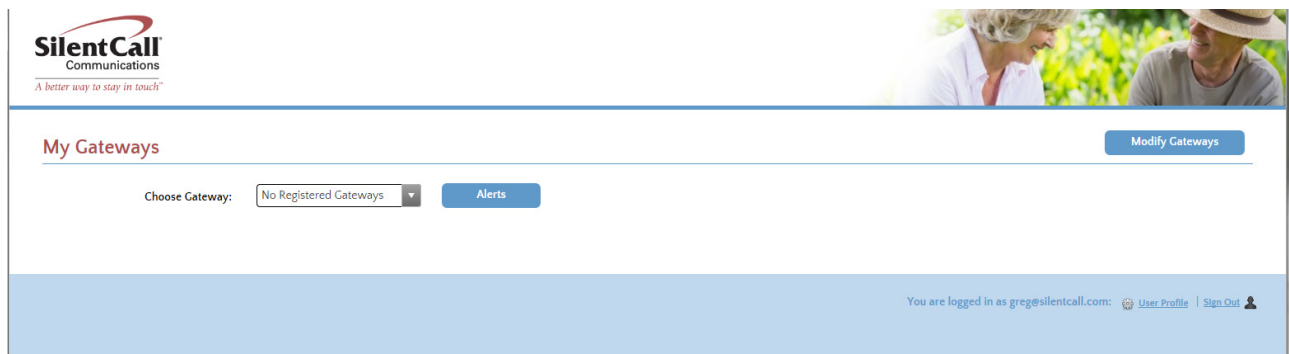 SilentCall
Communications
A better way to stay in touch™
My Gateways
Modify Gateways
Choose Gateway: No Registered Gateways Alerts
You are logged in as greg@silentcall.com: User Profile | Sign Out